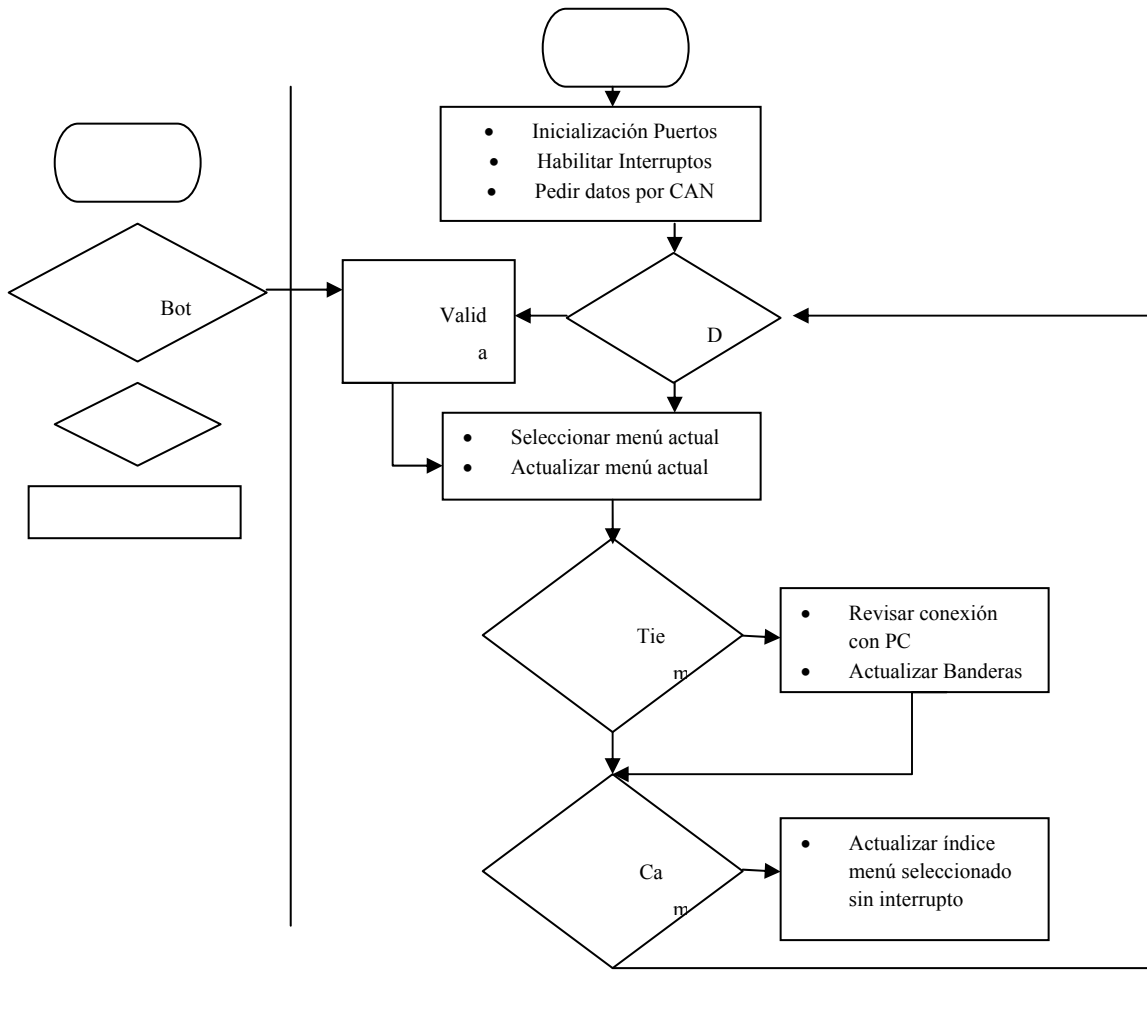 • Inicialización Puertos
• Habilitar Interruptos
• Pedir datos por CAN
Bot
Valid
a
D
• Seleccionar menú actual
• Actualizar menú actual
Tie
m
• Revisar conexión
con PC
• Actualizar Banderas
Ca
m
• Actualizar índice
menú seleccionado
sin interrupto